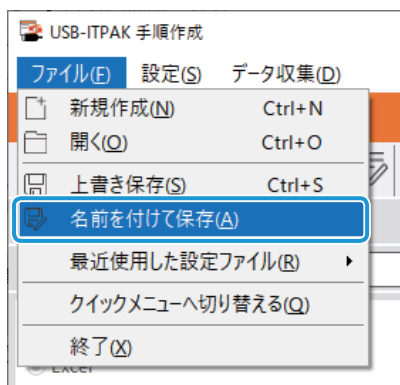 USB-ITPAK 手順作成
ファイル(F) 設定(S) データ収集(D)
新規作成(N) Ctrl+N
開く(O) Ctrl+O
上書き保存(S) Ctrl+S
名前を付けて保存(A)
最近使用した設定ファイル(R)
クイックメニューへ切り替える(Q)
終了(X)
Excel